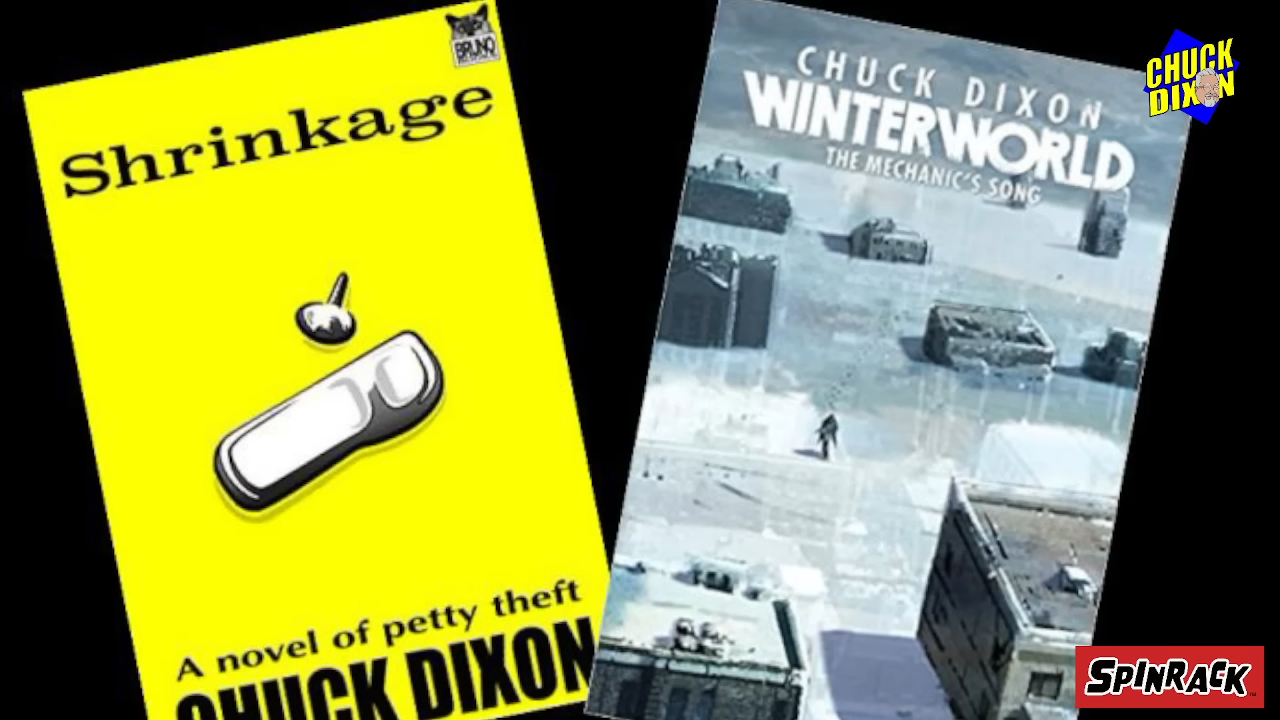 BRUNO
Shrinkage
A novel of petty theft
CHUCK DIXON
CHUCK DIXON
WINTERWORLD
THE MECHANIC'S SONG
CHUCK
DIXON
SPINRACK